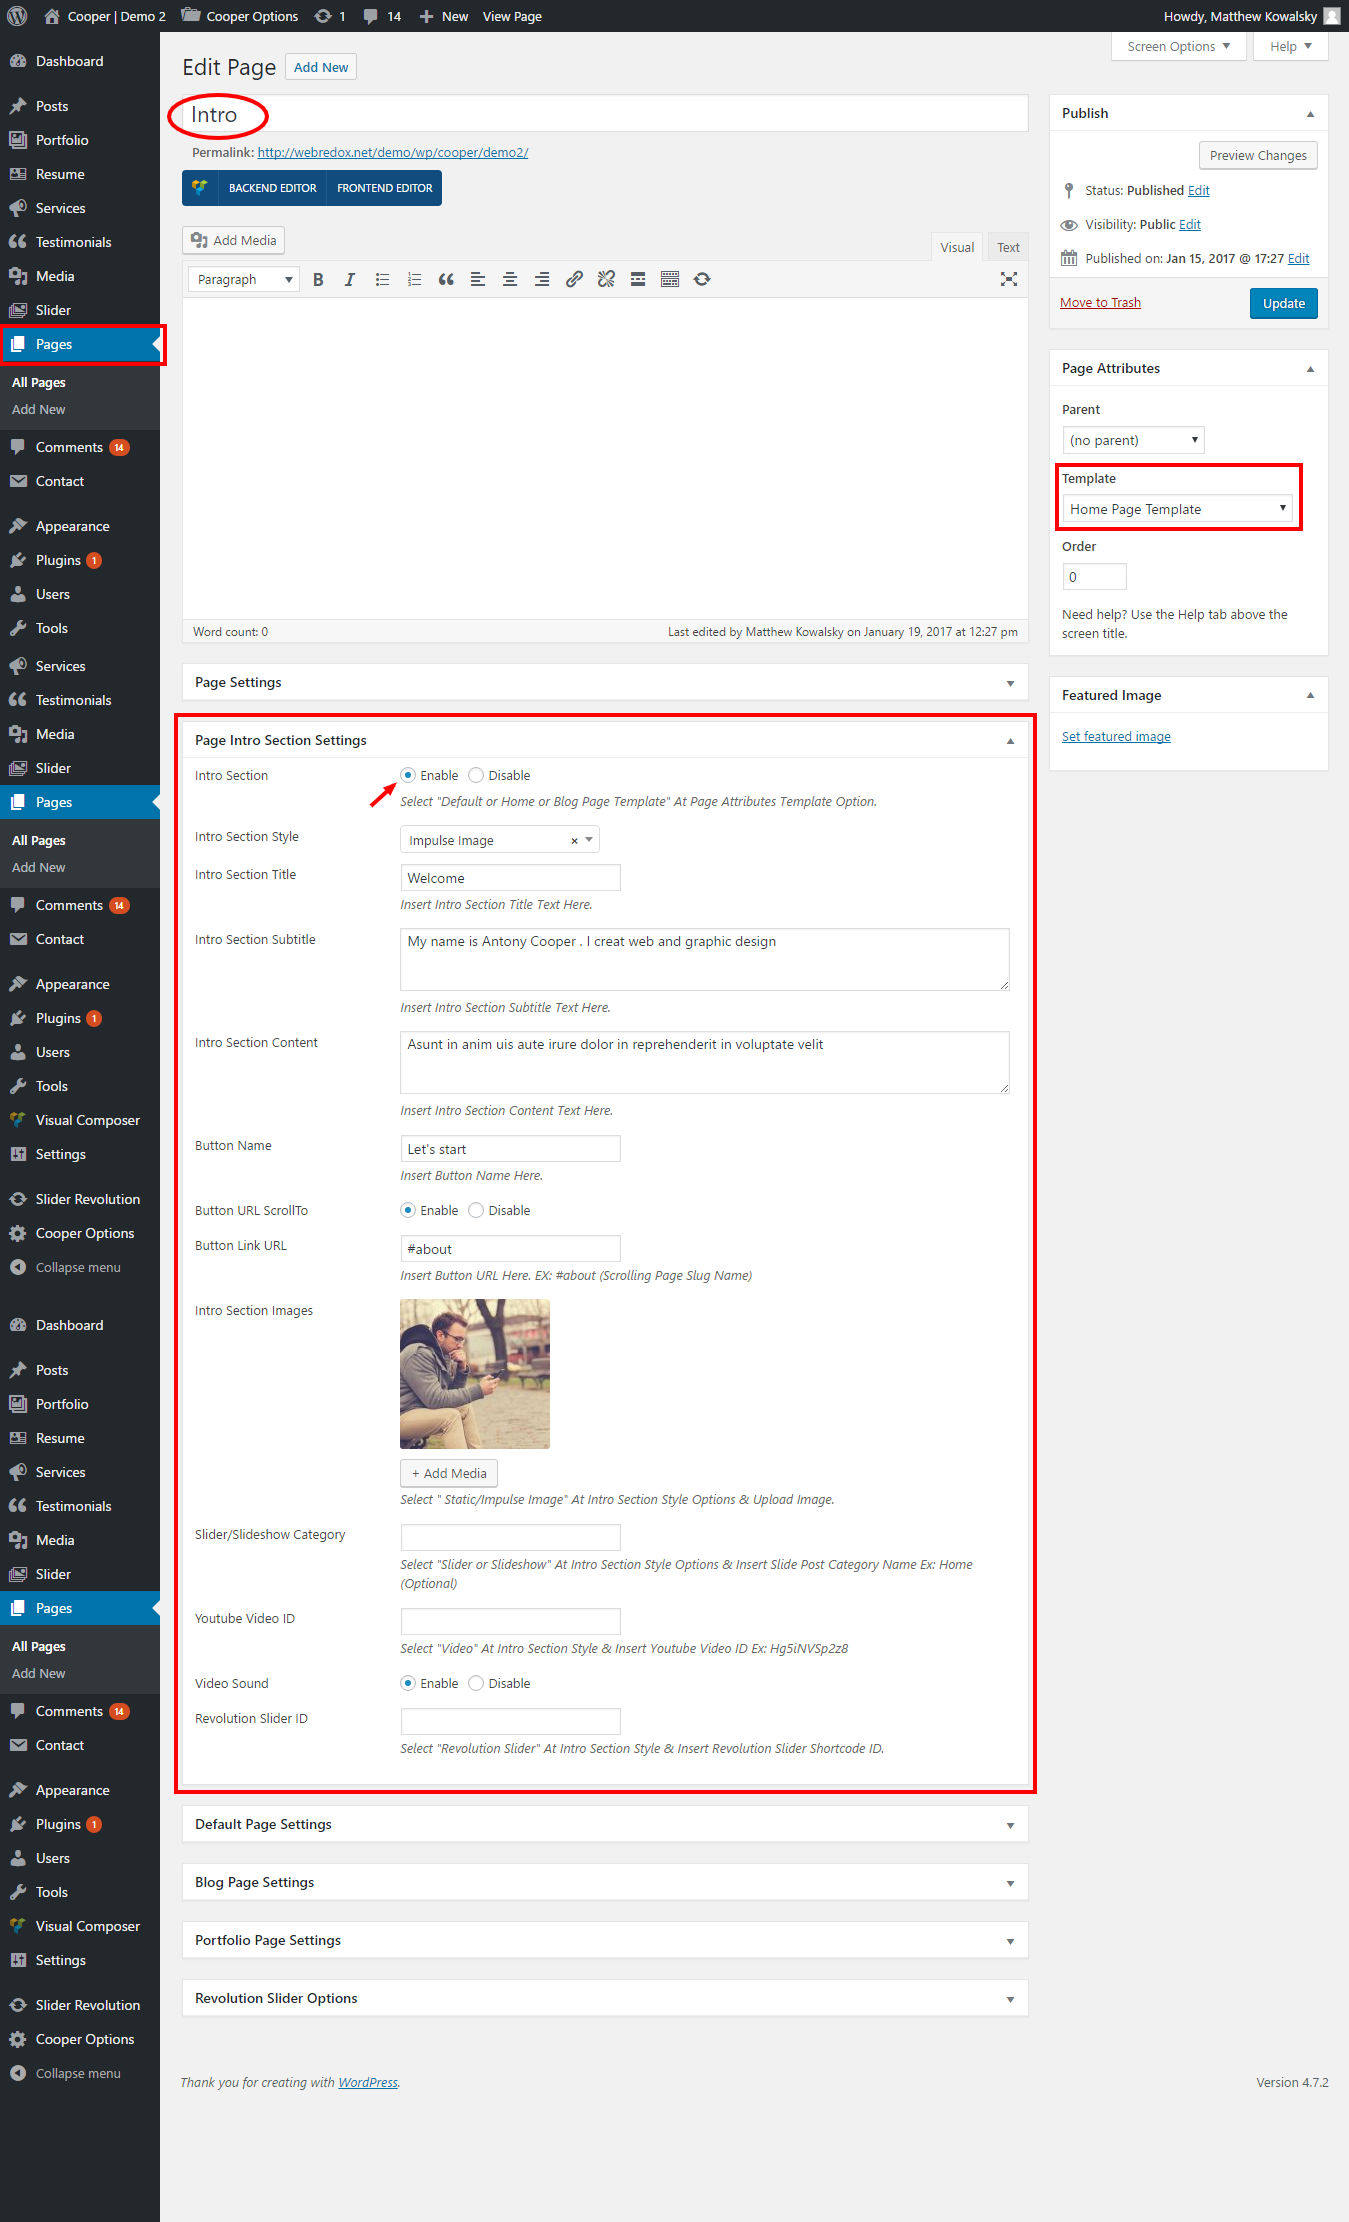 Cooper | Demo 2 Cooper Options 1 14 New View Page Howdy, Matthew Kowalsky
Screen Options Help
Edit Page Add New
Intro
Permalink: http://webredox.net/demo/wp/cooper/demo2/
BACKEND EDITOR FRONTEND EDITOR
Add Media
Visual Text
Paragraph
Word count: 0 Last edited by Matthew Kowalsky on January 19, 2017 at 12:27 pm
Page Settings
Page Intro Section Settings
Intro Section Enable Disable
Select "Default or Home or Blog Page Template" At Page Attributes Template Option.
Intro Section Style Impulse Image ×
Intro Section Title Welcome
Insert Intro Section Title Text Here.
Intro Section Subtitle My name is Antony Cooper . I creat web and graphic design
Insert Intro Section Subtitle Text Here.
Intro Section Content Asunt in anim uis aute irure dolor in reprehenderit in voluptate velit
Insert Intro Section Content Text Here.
Button Name Let's start
Insert Button Name Here.
Button URL ScrollTo Enable Disable
Button Link URL #about
Insert Button URL Here. EX: #about (Scrolling Page Slug Name)
Intro Section Images
+ Add Media
Select " Static/Impulse Image" At Intro Section Style Options & Upload Image.
Slider/Slideshow Category
Select "Slider or Slideshow" At Intro Section Style Options & Insert Slide Post Category Name Ex: Home
(Optional)
Youtube Video ID
Select "Video" At Intro Section Style & Insert Youtube Video ID Ex: Hg5iNVSp2z8
Video Sound Enable Disable
Revolution Slider ID
Select "Revolution Slider" At Intro Section Style & Insert Revolution Slider Shortcode ID.
Default Page Settings
Blog Page Settings
Portfolio Page Settings
Revolution Slider Options
Thank you for creating with WordPress.
Version 4.7.2
Publish
Preview Changes
Status: Published Edit
Visibility: Public Edit
Published on: Jan 15, 2017 @ 17:27 Edit
Move to Trash Update
Page Attributes
Parent
(no parent)
Template
Home Page Template
Order
0
Need help? Use the Help tab above the
screen title.
Featured Image
Set featured image
Dashboard
Posts
Portfolio
Resume
Services
Testimonials
Media
Slider
Pages
All Pages
Add New
Comments 14
Contact
Appearance
Plugins 1
Users
Tools
Services
Testimonials
Media
Slider
Pages
All Pages
Add New
Comments 14
Contact
Appearance
Plugins 1
Users
Tools
Visual Composer
Settings
Slider Revolution
Cooper Options
Collapse menu
Dashboard
Posts
Portfolio
Resume
Services
Testimonials
Media
Slider
Pages
All Pages
Add New
Comments 14
Contact
Appearance
Plugins 1
Users
Tools
Visual Composer
Settings
Slider Revolution
Cooper Options
Collapse menu